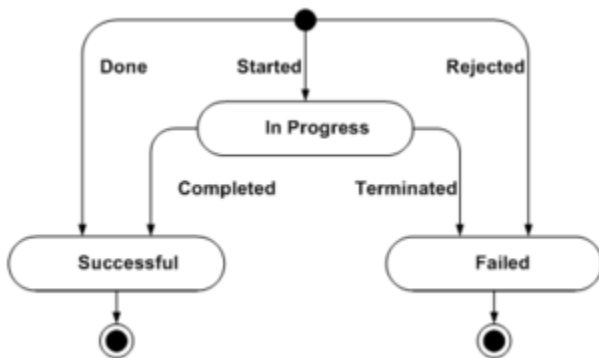 Done
Started
Rejected
In Progress
Completed
Terminated
Successful
Failed